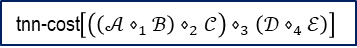 tnn-cost[((𝒜 ⋄₁ ℬ) ⋄₂ 𝒞) ⋄₃ (𝒟 ⋄₄ ℰ)]